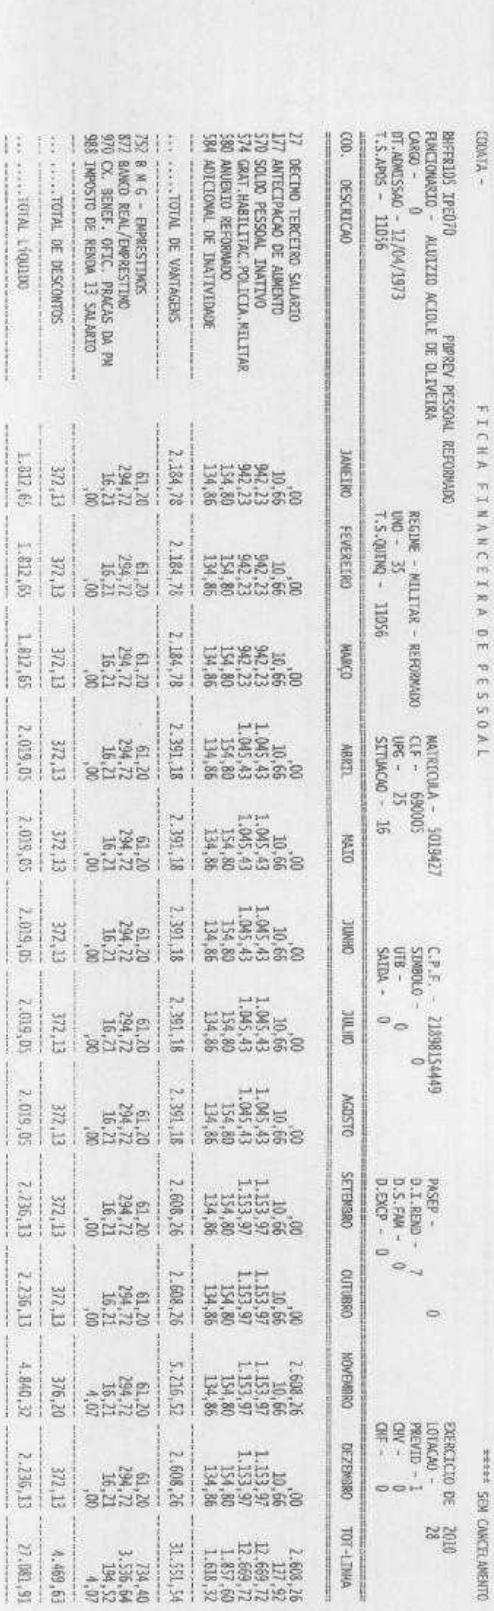 CODATA - FICHA FINANCEIRA DE PESSOAL ***** SEM CANCELAMENTO
PBPREV PESSOAL REFORMADO EXERCICIO DE 2010
FUNCIONARIO - ALUIZIO ACIOLE DE OLIVEIRA MATRICULA - 5019427 C.P.F. - 21898154449 PASEP - 0 LOTACAO - 28
CARGO - 0 REGIME - MILITAR - REFORMADO CLF - 690005 SIMBOLO - 0 D.I.REND - 7 PREVID - 1
DT.ADMISSAO - 12/04/1973 UNO - 35 UPG - 25 UTB - 0 D.S.FAM - 0 CHV - 0
T.S.APOS - 11056 T.S.QUINQ - 11056 SITUACAO - 16 SAIDA - 0 D.EXCP - 0 CHF - 0
COD. DESCRICAO JANEIRO FEVEREIRO MARÇO ABRIL MAIO JUNHO JULHO AGOSTO SETEMBRO OUTUBRO NOVEMBRO DEZEMBRO TOT-LINHA
27 DECIMO TERCEIRO SALARIO ,00 ,00 ,00 ,00 ,00 ,00 ,00 ,00 ,00 ,00 2.608,26 ,00 2.608,26
177 ANTECIPACAO DE AUMENTO 10,66 10,66 10,66 10,66 10,66 10,66 10,66 10,66 10,66 10,66 10,66 10,66 127,92
570 SOLDO PESSOAL INATIVO 942,23 942,23 942,23 1.045,43 1.045,43 1.045,43 1.045,43 1.045,43 1.153,97 1.153,97 1.153,97 1.153,97 12.669,72
574 GRAT.HABILITAC.POLICIA.MILITAR 942,23 942,23 942,23 1.045,43 1.045,43 1.045,43 1.045,43 1.045,43 1.153,97 1.153,97 1.153,97 1.153,97 12.669,72
580 ANUENIO REFORMADO 154,80 154,80 154,80 154,80 154,80 154,80 154,80 154,80 154,80 154,80 154,80 154,80 1.857,60
584 ADICIONAL DE INATIVIDADE 134,86 134,86 134,86 134,86 134,86 134,86 134,86 134,86 134,86 134,86 134,86 134,86 1.618,32
... .....TOTAL DE VANTAGENS 2.184,78 2.184,78 2.184,78 2.391,18 2.391,18 2.391,18 2.391,18 2.391,18 2.608,26 2.608,26 5.216,52 2.608,26 31.551,54
752 B M G - EMPRESTIMOS 61,20 61,20 61,20 61,20 61,20 61,20 61,20 61,20 61,20 61,20 61,20 61,20 734,40
872 BANCO REAL/EMPRESTIMO 294,72 294,72 294,72 294,72 294,72 294,72 294,72 294,72 294,72 294,72 294,72 294,72 3.536,64
970 CX. BENEF. OFIC. PRACAS DA PM 16,21 16,21 16,21 16,21 16,21 16,21 16,21 16,21 16,21 16,21 16,21 16,21 194,52
988 IMPOSTO DE RENDA 13 SALARIO ,00 ,00 ,00 ,00 ,00 ,00 ,00 ,00 ,00 ,00 4,07 ,00 4,07
... .....TOTAL DE DESCONTOS 372,13 372,13 372,13 372,13 372,13 372,13 372,13 372,13 372,13 372,13 376,20 372,13 4.469,63
... .....TOTAL LÍQUIDO 1.812,65 1.812,65 1.812,65 2.019,05 2.019,05 2.019,05 2.019,05 2.019,05 2.236,13 2.236,13 4.840,32 2.236,13 27.081,91